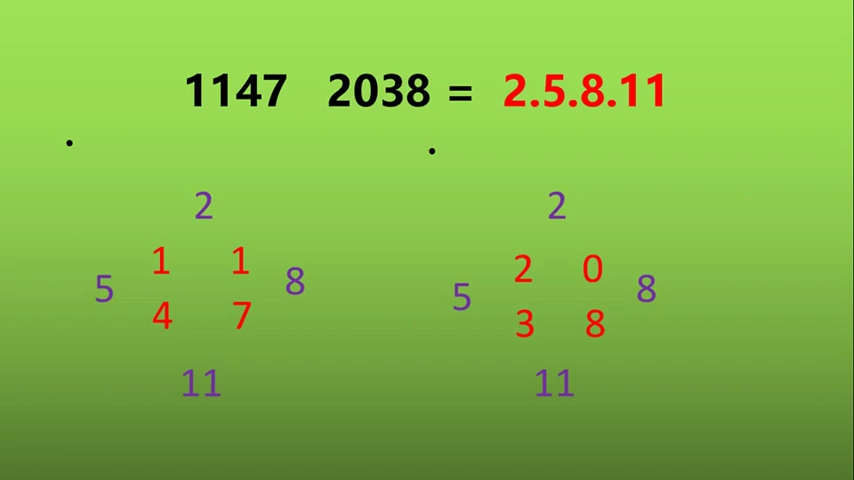 1147 2038 = 2.5.8.11
. .
2 2
1 1 2 0
5 8 5 8
4 7 3 8
11 11